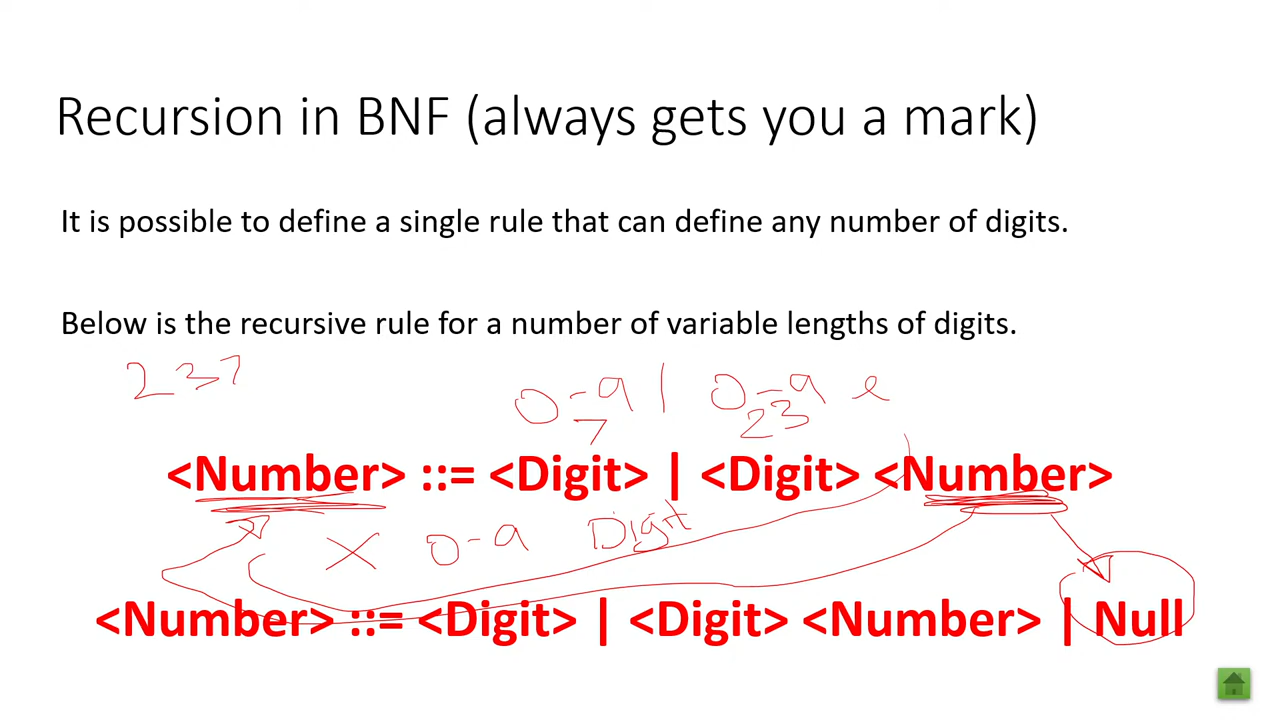 Recursion in BNF (always gets you a mark)
It is possible to define a single rule that can define any number of digits.
Below is the recursive rule for a number of variable lengths of digits.
237
0-9 | 0-9 e
7 23
<Number> ::= <Digit> | <Digit> <Number>
X 0-9 Digit
<Number> ::= <Digit> | <Digit> <Number> | Null